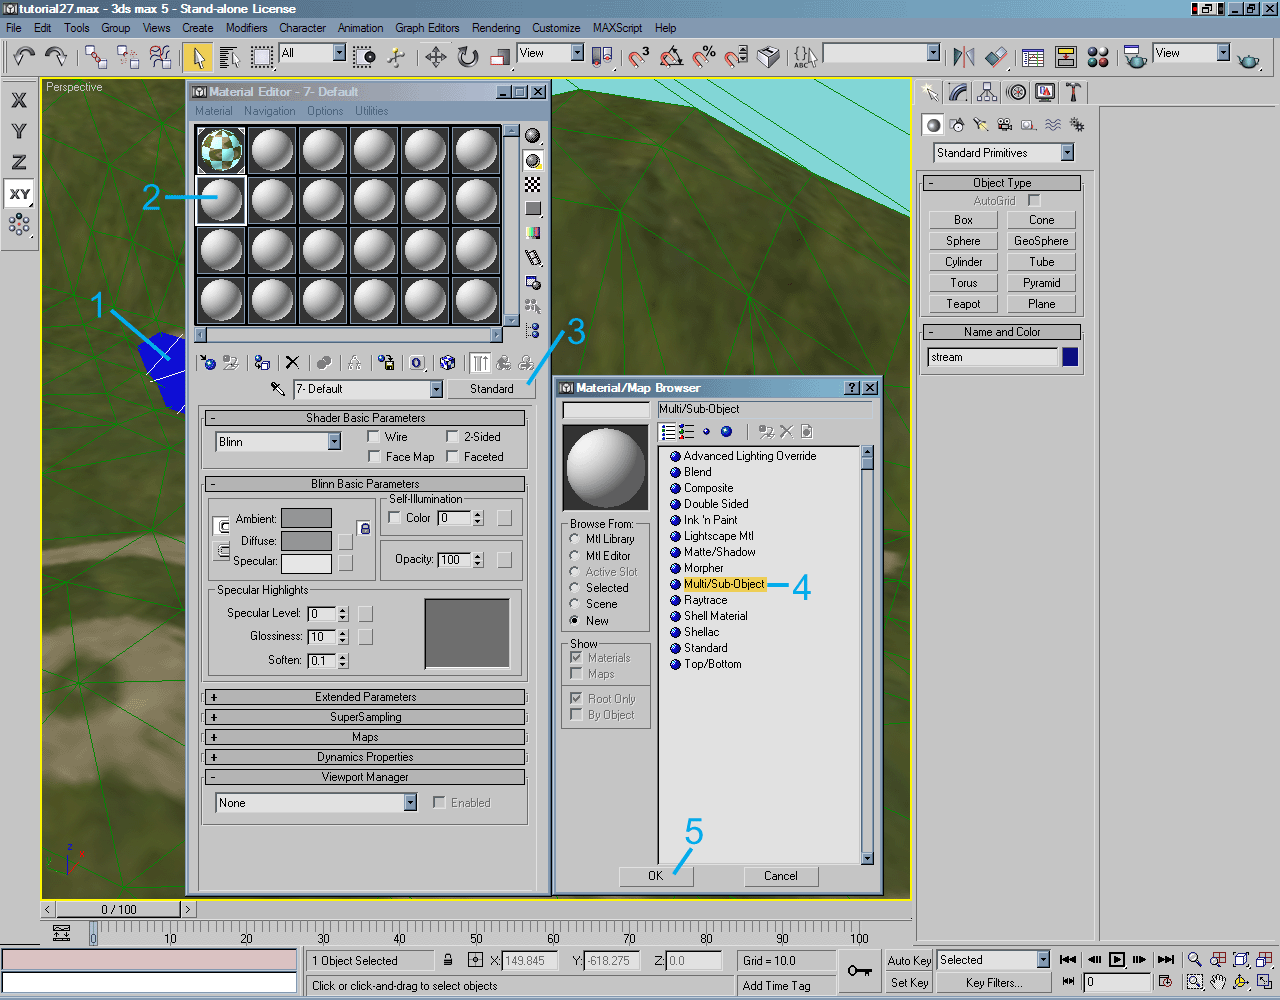 tutorial27.max - 3ds max 5 - Stand-alone License
File Edit Tools Group Views Create Modifiers Character Animation Graph Editors Rendering Customize MAXScript Help
All
View
3
%
ABC
View
X
Y
Z
XY
Perspective
Material Editor - 7- Default
Material Navigation Options Utilities
1
2
3
7- Default
Standard
- Shader Basic Parameters
Blinn
Wire
2-Sided
Face Map
Faceted
- Blinn Basic Parameters
Ambient:
Diffuse:
Specular:
Self-Illumination
Color 0
Opacity: 100
Specular Highlights
Specular Level: 0
Glossiness: 10
Soften: 0.1
+ Extended Parameters
+ SuperSampling
+ Maps
+ Dynamics Properties
- Viewport Manager
None
Enabled
Material/Map Browser
Multi/Sub-Object
Advanced Lighting Override
Blend
Composite
Double Sided
Ink 'n Paint
Lightscape Mtl
Matte/Shadow
Morpher
Multi/Sub-Object
Raytrace
Shell Material
Shellac
Standard
Top/Bottom
4
Browse From:
Mtl Library
Mtl Editor
Active Slot
Selected
Scene
New
Show
Materials
Maps
Root Only
By Object
5
OK
Cancel
Standard Primitives
- Object Type
AutoGrid
Box Cone
Sphere GeoSphere
Cylinder Tube
Torus Pyramid
Teapot Plane
- Name and Color
stream
z
< 0 / 100 >
0 10 20 30 40 50 60 70 80 90 100
1 Object Selected
X: 149.845
Y: -618.275
Z: 0.0
Grid = 10.0
Auto Key
Selected
Click or click-and-drag to select objects
Add Time Tag
Set Key
Key Filters...
0